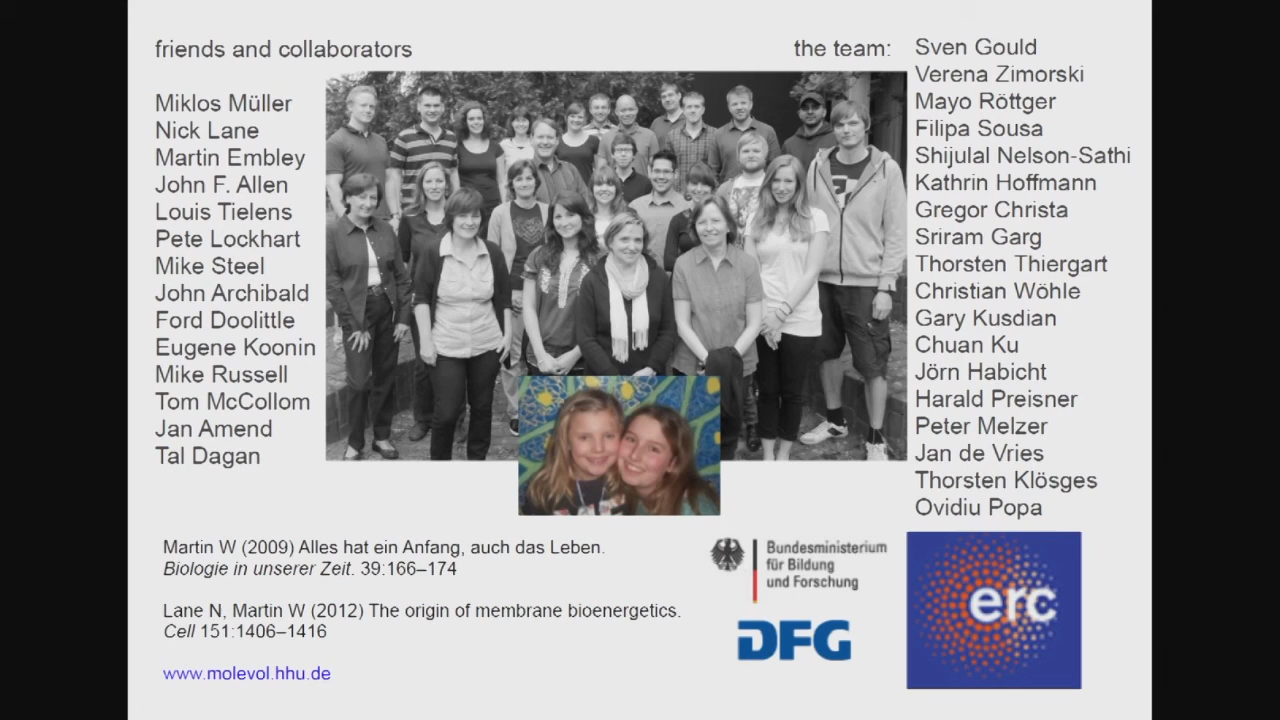 friends and collaborators
Miklos Müller
Nick Lane
Martin Embley
John F. Allen
Louis Tielens
Pete Lockhart
Mike Steel
John Archibald
Ford Doolittle
Eugene Koonin
Mike Russell
Tom McCollom
Jan Amend
Tal Dagan
the team:
Sven Gould
Verena Zimorski
Mayo Röttger
Filipa Sousa
Shijulal Nelson-Sathi
Kathrin Hoffmann
Gregor Christa
Sriram Garg
Thorsten Thiergart
Christian Wöhle
Gary Kusdian
Chuan Ku
Jörn Habicht
Harald Preisner
Peter Melzer
Jan de Vries
Thorsten Klösges
Ovidiu Popa
Martin W (2009) Alles hat ein Anfang, auch das Leben.
Biologie in unserer Zeit. 39:166–174
Lane N, Martin W (2012) The origin of membrane bioenergetics.
Cell 151:1406–1416
www.molevol.hhu.de
Bundesministerium
für Bildung
und Forschung
DFG
erc